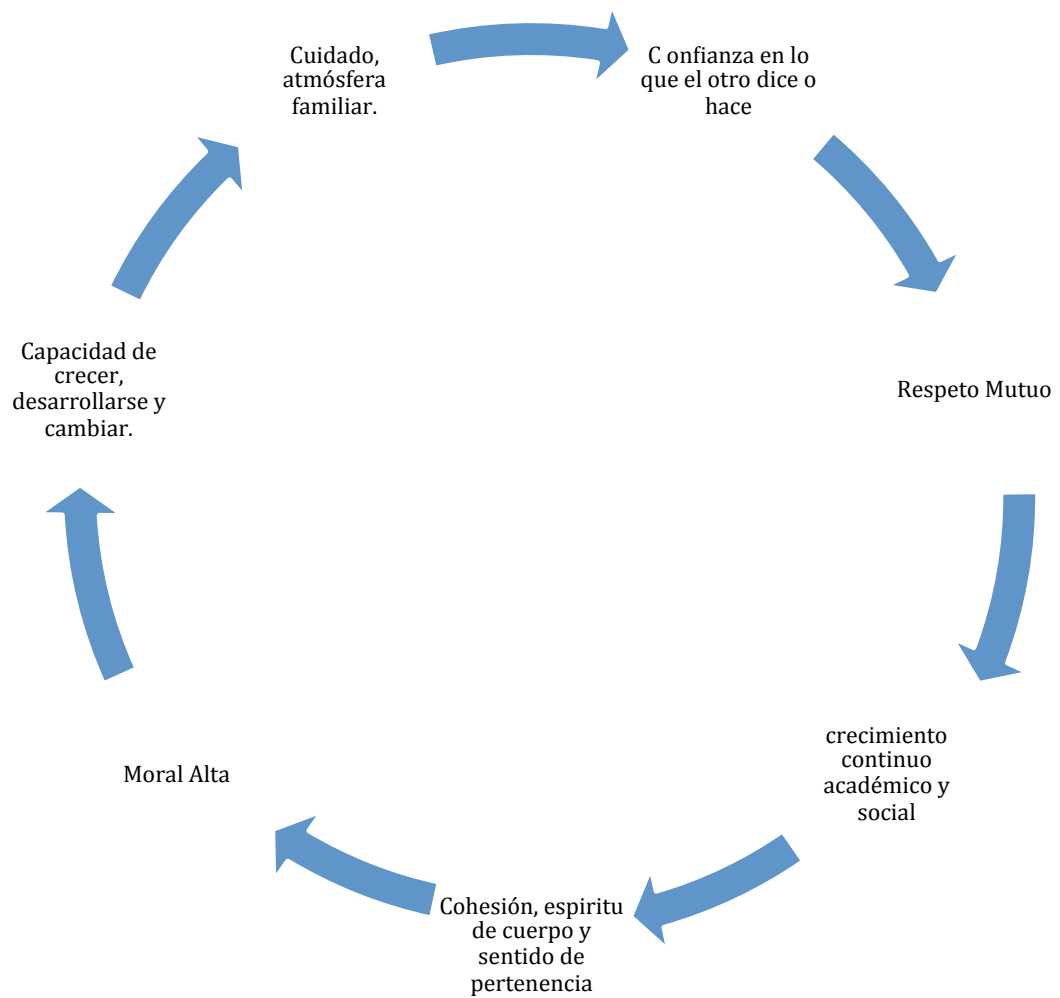 Cuidado,
atmósfera
familiar.
C onfianza en lo
que el otro dice o
hace
Respeto Mutuo
crecimiento
continuo
académico y
social
Cohesión, espiritu
de cuerpo y
sentido de
pertenencia
Moral Alta
Capacidad de
crecer,
desarrollarse y
cambiar.